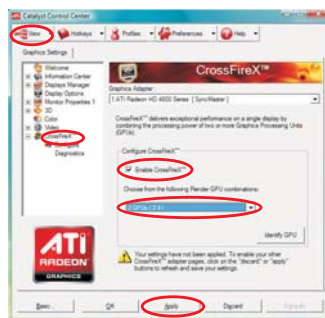 Catalyst Control Center
View Hotkeys Profiles Preferences Help
Graphics Settings
Welcome
Information Center
Displays Manager
Display Options
Monitor Properties 1
3D
Color
Video
CrossFire
Configure
Diagnostics
ATI
RADEON
GRAPHICS
CrossFireX™
Graphics Adapter:
1.ATI Radeon HD 4800 Series [ SyncMaster ]
CrossFireX™ delivers exceptional performance on a single display by
combining the processing power of two or more Graphics Processing Units
(GPUs).
Configure CrossFireX™
Enable CrossFireX™
Choose from the following Render GPU combinations:
Identify GPU
Your settings have not been applied. To enable your other
CrossFireX™ adapter pages, click on the "discard" or "apply"
buttons to refresh and save your settings.
Basic... OK Apply Discard